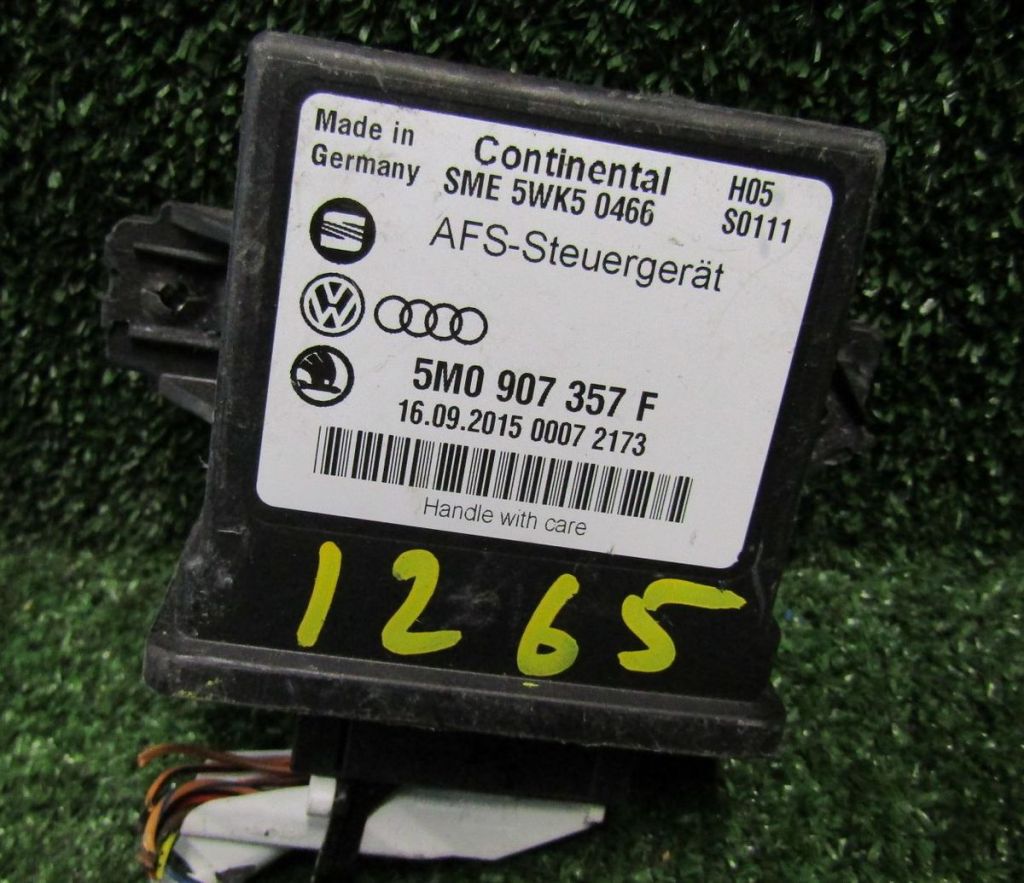 Made in
Germany
Continental
SME 5WK5 0466
H05
S0111
AFS-Steuergerät
5M0 907 357 F
16.09.2015 0007 2173
Handle with care
1265